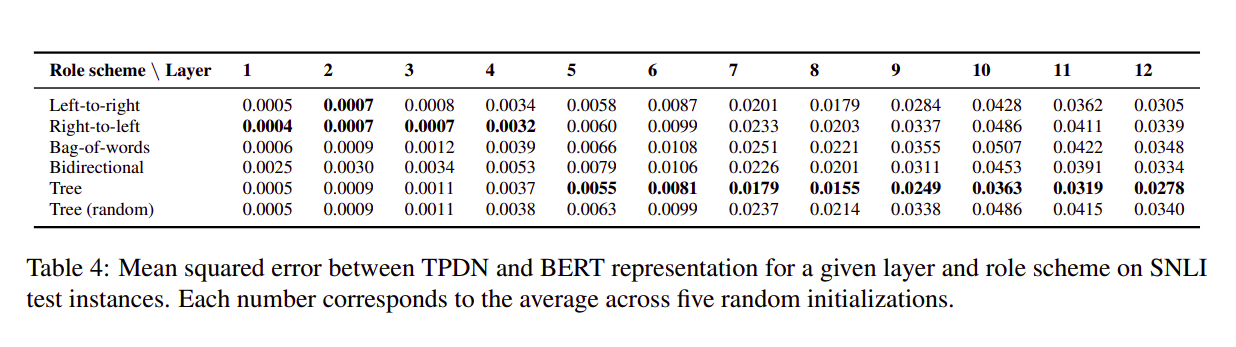 Role scheme \ Layer 1 2 3 4 5 6 7 8 9 10 11 12
Left-to-right 0.0005 0.0007 0.0008 0.0034 0.0058 0.0087 0.0201 0.0179 0.0284 0.0428 0.0362 0.0305
Right-to-left 0.0004 0.0007 0.0007 0.0032 0.0060 0.0099 0.0233 0.0203 0.0337 0.0486 0.0411 0.0339
Bag-of-words 0.0006 0.0009 0.0012 0.0039 0.0066 0.0108 0.0251 0.0221 0.0355 0.0507 0.0422 0.0348
Bidirectional 0.0025 0.0030 0.0034 0.0053 0.0079 0.0106 0.0226 0.0201 0.0311 0.0453 0.0391 0.0334
Tree 0.0005 0.0009 0.0011 0.0037 0.0055 0.0081 0.0179 0.0155 0.0249 0.0363 0.0319 0.0278
Tree (random) 0.0005 0.0009 0.0011 0.0038 0.0063 0.0099 0.0237 0.0214 0.0338 0.0486 0.0415 0.0340
Table 4: Mean squared error between TPDN and BERT representation for a given layer and role scheme on SNLI
test instances. Each number corresponds to the average across five random initializations.